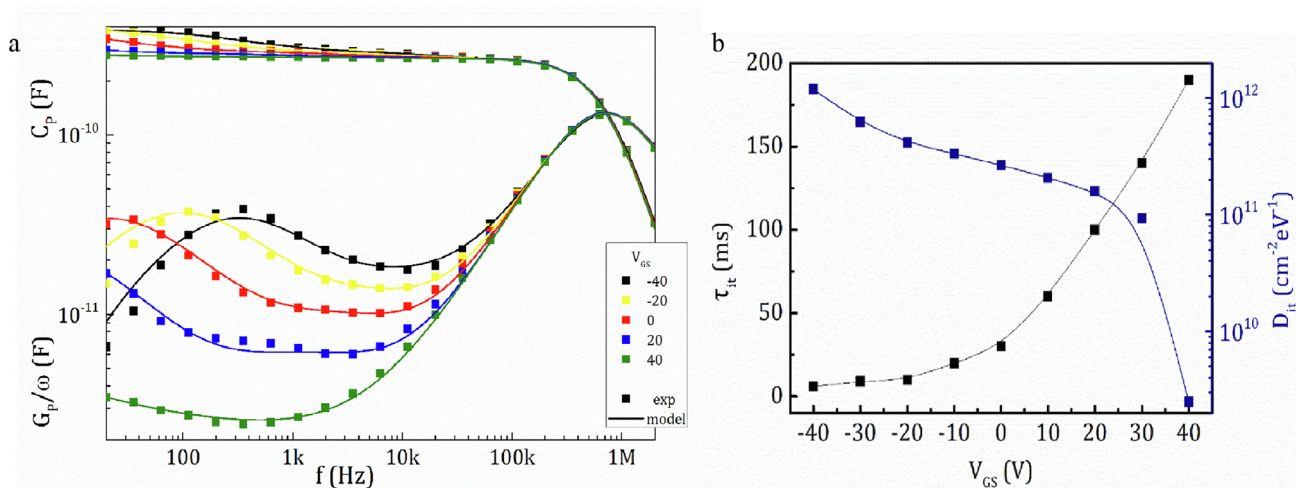 a
C_P (F)
10^-10
G_P/ω (F)
10^-11
100
1k
10k
100k
1M
f (Hz)
V_GS
-40
-20
0
20
40
exp
model
b
200
150
100
50
0
τ_it (ms)
-40 -30 -20 -10 0 10 20 30 40
V_GS (V)
10^12
10^11
10^10
D_it (cm^-2 eV^-1)